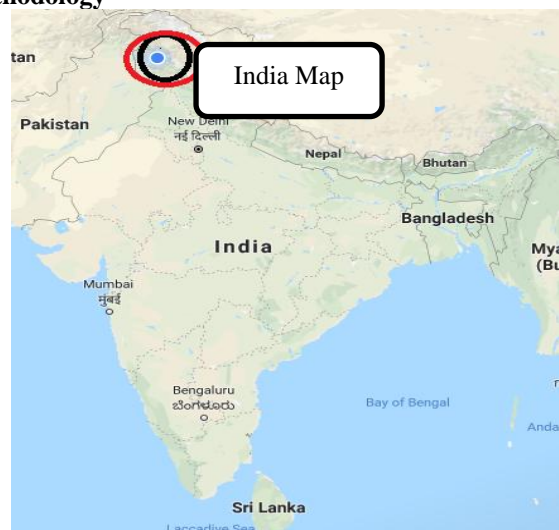 thodology
tan
India Map
Pakistan
New Delhi
नई दिल्ली
Nepal
Bhutan
Bangladesh
India
Mya
(Bu
Mumbai
मुंबई
Bengaluru
ಬೆಂಗಳೂರು
Bay of Bengal
Anda
Sri Lanka
Laccadive Sea